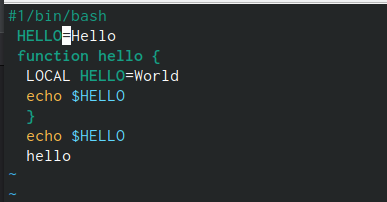 #1/bin/bash
HELLO=Hello
function hello {
LOCAL HELLO=World
echo $HELLO
}
echo $HELLO
hello
~
~